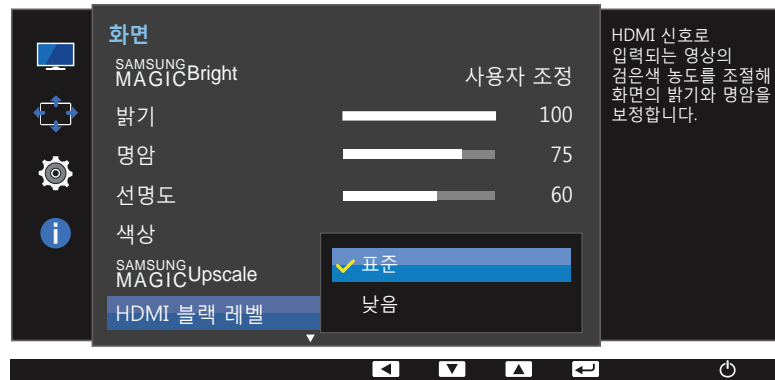 화면
SAMSUNG MAGICBright 사용자 조정
밝기 100
명암 75
선명도 60
색상
SAMSUNG MAGICUpscale
HDMI 블랙 레벨
표준
낮음
HDMI 신호로
입력되는 영상의
검은색 농도를 조절해
화면의 밝기와 명암을
보정합니다.